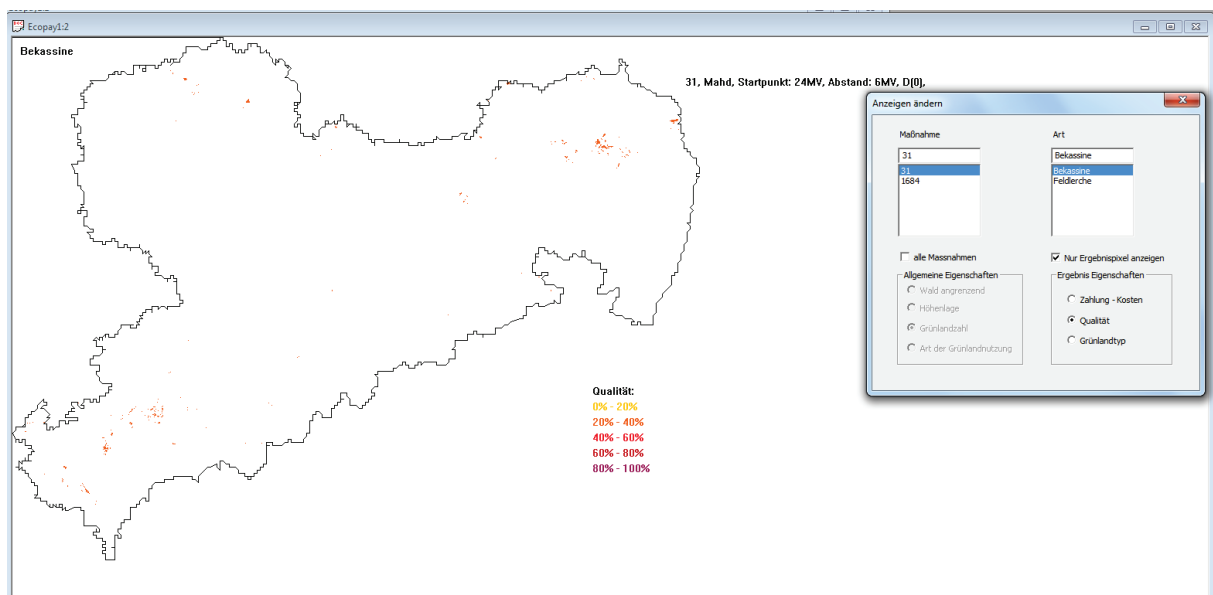 Ecopay1:2
Bekassine
31, Mahd, Startpunkt: 24MV, Abstand: 6MV, D[0],
Anzeigen ändern
Maßnahme
Art
31
Bekassine
31
1684
Bekassine
Feldlerche
alle Massnahmen
Nur Ergebnispixel anzeigen
Allgemeine Eigenschaften
Wald angrenzend
Höhenlage
Grünlandzahl
Art der Grünlandnutzung
Ergebnis Eigenschaften
Zahlung - Kosten
Qualität
Grünlandtyp
Qualität:
0% - 20%
20% - 40%
40% - 60%
60% - 80%
80% - 100%